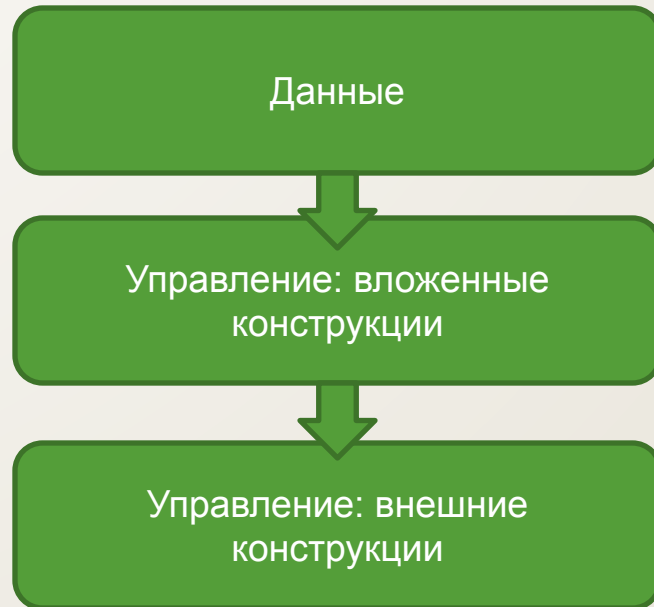 Данные
Управление: вложенные
конструкции
Управление: внешние
конструкции